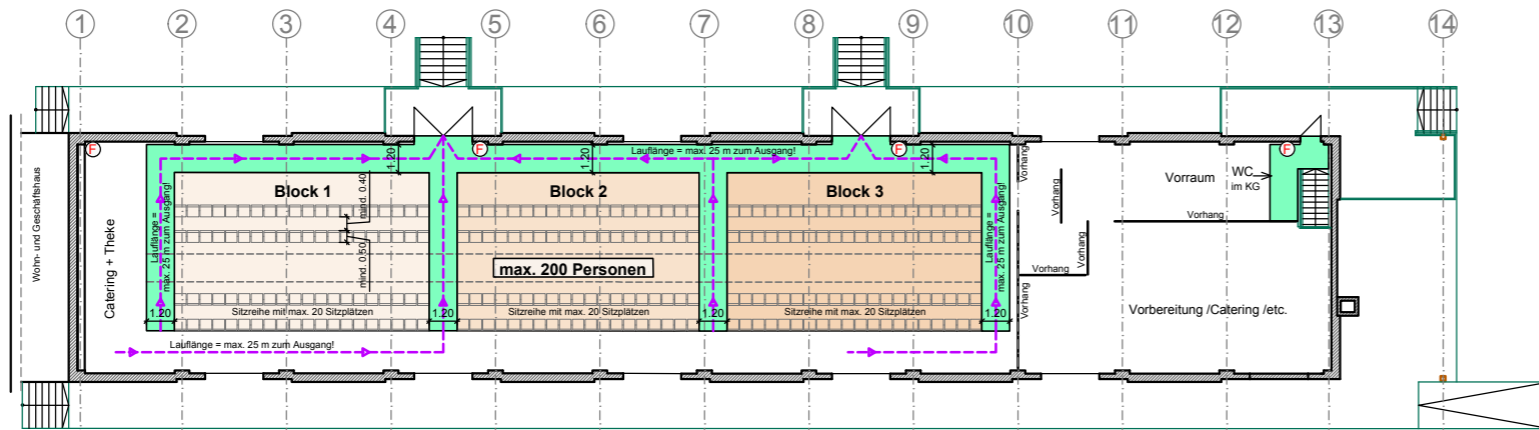 1
2
3
4
5
6
7
8
9
10
11
12
13
14
F
F
F
F
Wohn- und Geschäftshaus
Catering + Theke
Lauflänge =
max. 25 m zum Ausgang!
1.20
1.20
Lauflänge = max. 25 m zum Ausgang!
1.20
Block 1
Block 2
Block 3
mind. 0.40
mind. 0.50
max. 200 Personen
Sitzreihe mit max. 20 Sitzplätzen
Sitzreihe mit max. 20 Sitzplätzen
Sitzreihe mit max. 20 Sitzplätzen
1.20
1.20
1.20
1.20
Lauflänge = max. 25 m zum Ausgang!
Lauflänge =
max. 25 m zum Ausgang!
Vorhang
Vorhang
Vorhang
Vorhang
Vorhang
Vorhang
Vorraum
WC
im KG
Vorbereitung /Catering /etc.